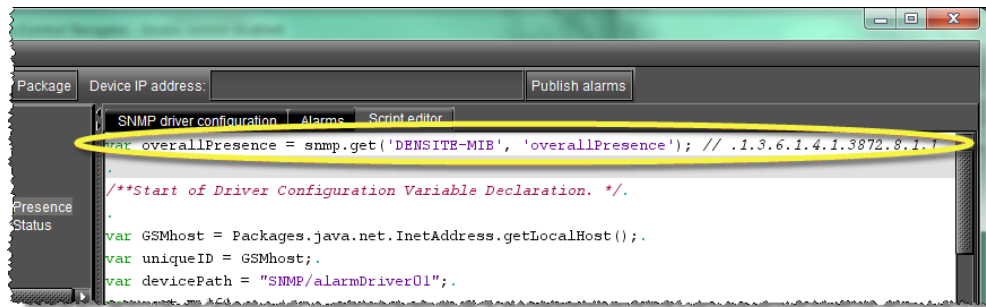 Package Device IP address: Publish alarms
SNMP driver configuration Alarms Script editor
var overallPresence = snmp.get('DENSITE-MIB', 'overallPresence'); // .1.3.6.1.4.1.3872.8.1.1
.
/**Start of Driver Configuration Variable Declaration. */.
.
Presence
Status
var GSMhost = Packages.java.net.InetAddress.getLocalHost();.
var uniqueID = GSMhost;.
var devicePath = "SNMP/alarmDriver01";.